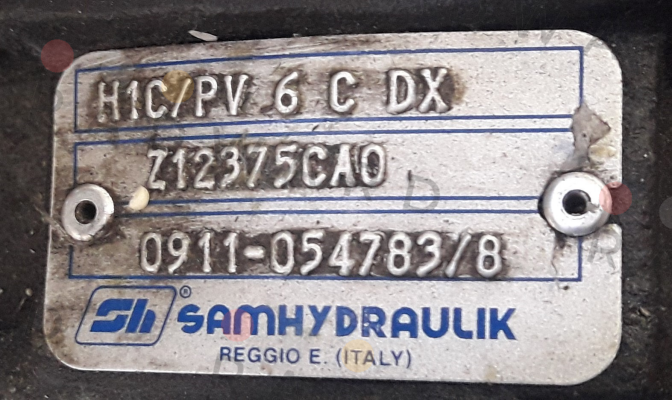 H1C/PV 6 C DX
Z12375CA0
0911-054783/8
Sh® SAMHYDRAULIK
REGGIO E. (ITALY)